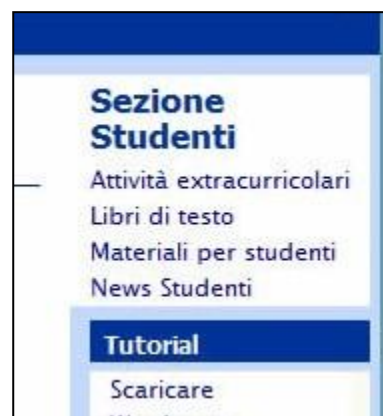 Sezione
Studenti
Attività extracurricolari
Libri di testo
Materiali per studenti
News Studenti
Tutorial
Scaricare